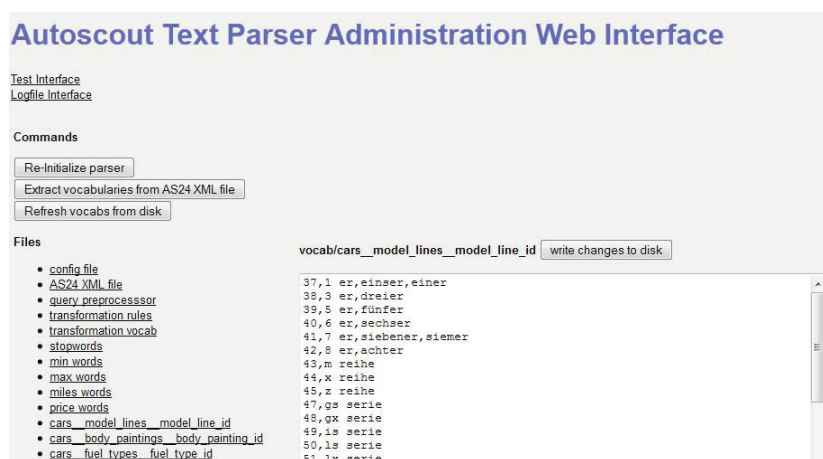 Autoscout Text Parser Administration Web Interface
Test Interface
Logfile Interface
Commands
Re-Initialize parser
Extract vocabularies from AS24 XML file
Refresh vocabs from disk
Files
config file
AS24 XML file
query preprocesssor
transformation rules
transformation vocab
stopwords
min words
max words
miles words
price words
cars__model_lines__model_line_id
cars__body_paintings__body_painting_id
cars__fuel_types__fuel_type_id
vocab/cars__model_lines__model_line_id write changes to disk
37,1 er,einser,einer
38,3 er,dreier
39,5 er,fünfer
40,6 er,sechser
41,7 er,siebener,siemer
42,8 er,achter
43,m reihe
44,x reihe
45,z reihe
47,gs serie
48,gx serie
49,is serie
50,ls serie
51,lx serie